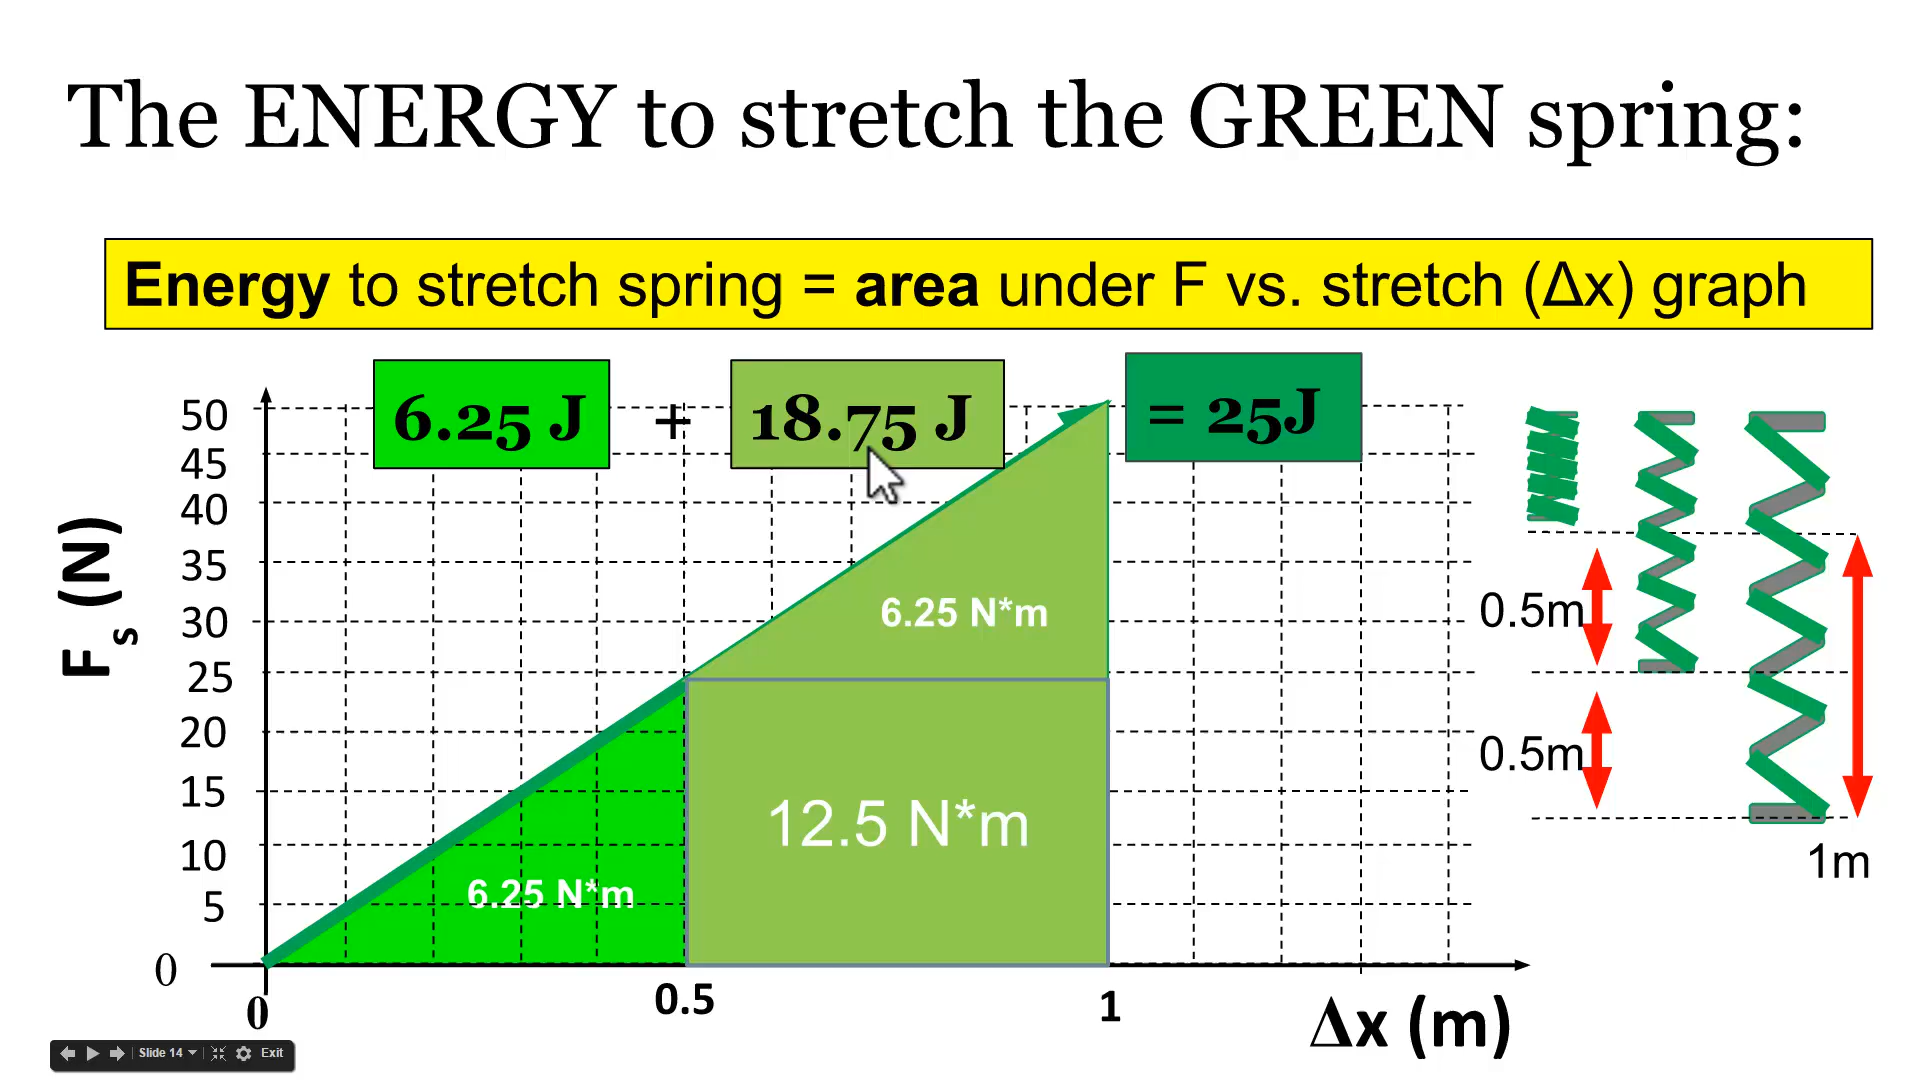 The ENERGY to stretch the GREEN spring:
Energy to stretch spring = area under F vs. stretch (Δx) graph
6.25 J + 18.75 J = 25J
50
45
40
35
30
25
20
15
10
5
0
Fs (N)
6.25 N*m
12.5 N*m
6.25 N*m
0 0.5 1 Δx (m)
0.5m
0.5m
1m
Slide 14 Exit